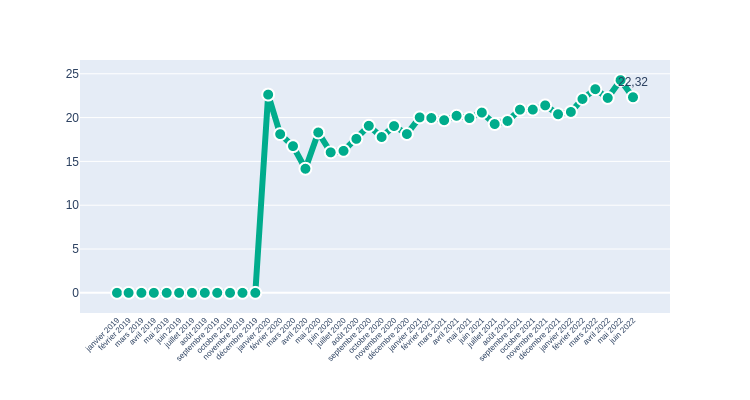 25
22,32
20
15
10
5
0
janvier 2019
février 2019
mars 2019
avril 2019
mai 2019
juin 2019
juillet 2019
août 2019
septembre 2019
octobre 2019
novembre 2019
décembre 2019
janvier 2020
février 2020
mars 2020
avril 2020
mai 2020
juin 2020
juillet 2020
août 2020
septembre 2020
octobre 2020
novembre 2020
décembre 2020
janvier 2021
février 2021
mars 2021
avril 2021
mai 2021
juin 2021
juillet 2021
août 2021
septembre 2021
octobre 2021
novembre 2021
décembre 2021
janvier 2022
février 2022
mars 2022
avril 2022
mai 2022
juin 2022